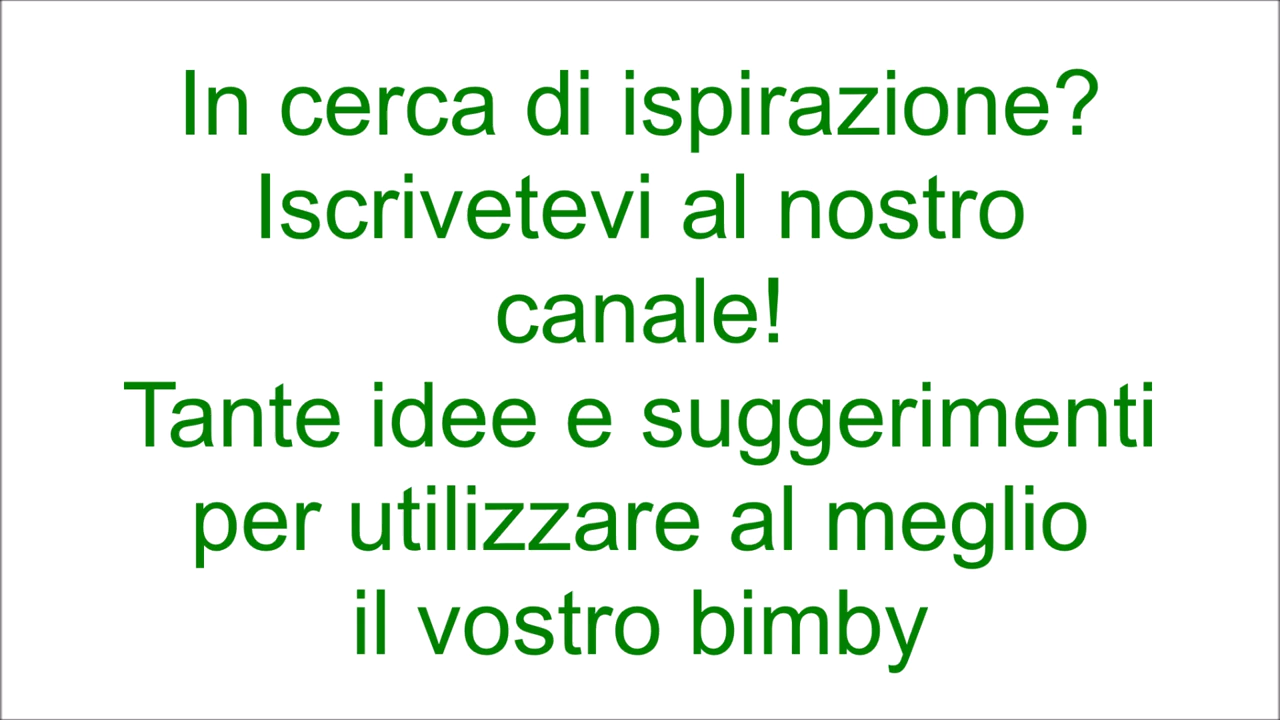 In cerca di ispirazione?
Iscrivetevi al nostro
canale!
Tante idee e suggerimenti
per utilizzare al meglio
il vostro bimby